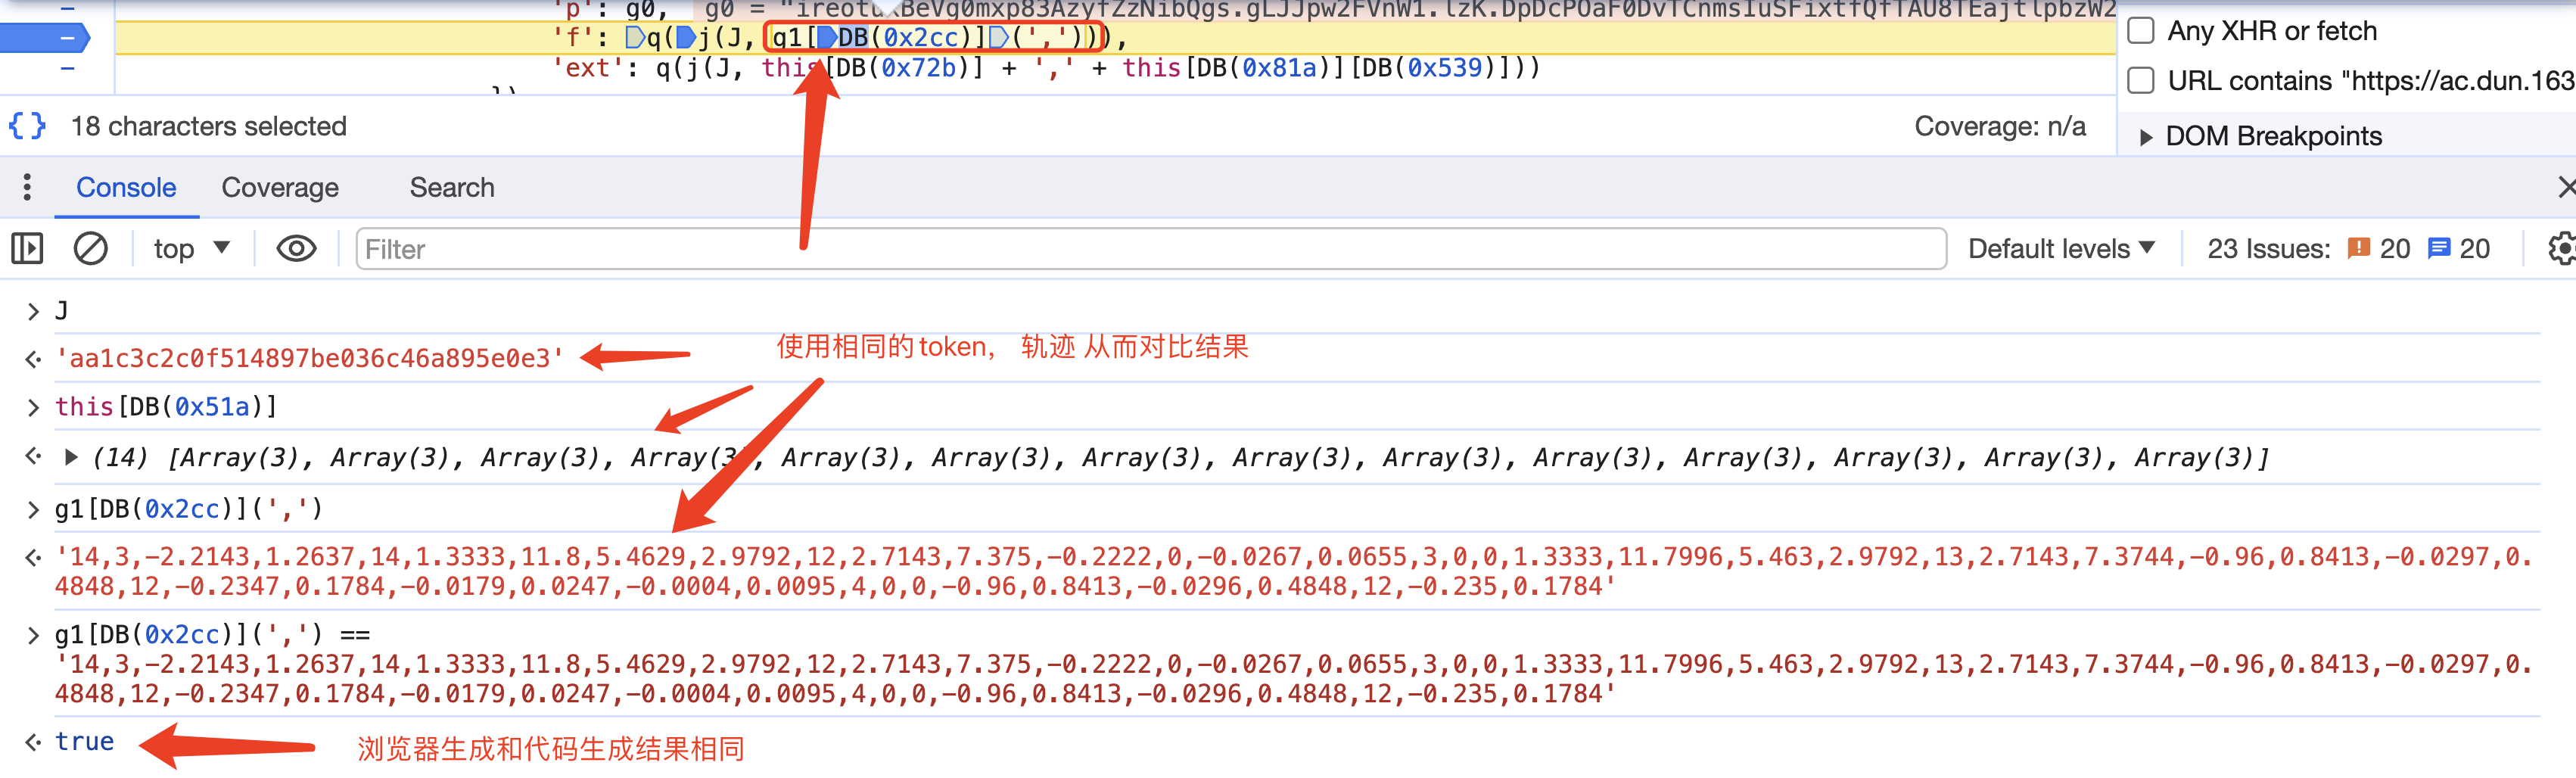 'p': g0, g0 = "ireotuxBeVg0mxp83AzyfZzNibQgs.gLJJpw2FVnW1.lzK.DpDcPOaF0DvTCnmsIuSFixtfQfTAU8TEajtlpbzW2
'f': q(j(J, g1[DB(0x2cc)](','))),
'ext': q(j(J, this[DB(0x72b)] + ',' + this[DB(0x81a)][DB(0x539)]))
})
Any XHR or fetch
URL contains "https://ac.dun.163
{} 18 characters selected
Coverage: n/a
DOM Breakpoints
Console Coverage Search
top Filter Default levels 23 Issues: 20 20
> J
'aa1c3c2c0f514897be036c46a895e0e3'
使用相同的token， 轨迹 从而对比结果
> this[DB(0x51a)]
(14) [Array(3), Array(3), Array(3), Array(3), Array(3), Array(3), Array(3), Array(3), Array(3), Array(3), Array(3), Array(3), Array(3), Array(3)]
> g1[DB(0x2cc)](',')
'14,3,-2.2143,1.2637,14,1.3333,11.8,5.4629,2.9792,12,2.7143,7.375,-0.2222,0,-0.0267,0.0655,3,0,0,1.3333,11.7996,5.463,2.9792,13,2.7143,7.3744,-0.96,0.8413,-0.0297,0.
4848,12,-0.2347,0.1784,-0.0179,0.0247,-0.0004,0.0095,4,0,0,-0.96,0.8413,-0.0296,0.4848,12,-0.235,0.1784'
> g1[DB(0x2cc)](',') ==
'14,3,-2.2143,1.2637,14,1.3333,11.8,5.4629,2.9792,12,2.7143,7.375,-0.2222,0,-0.0267,0.0655,3,0,0,1.3333,11.7996,5.463,2.9792,13,2.7143,7.3744,-0.96,0.8413,-0.0297,0.
4848,12,-0.2347,0.1784,-0.0179,0.0247,-0.0004,0.0095,4,0,0,-0.96,0.8413,-0.0296,0.4848,12,-0.235,0.1784'
true
浏览器生成和代码生成结果相同